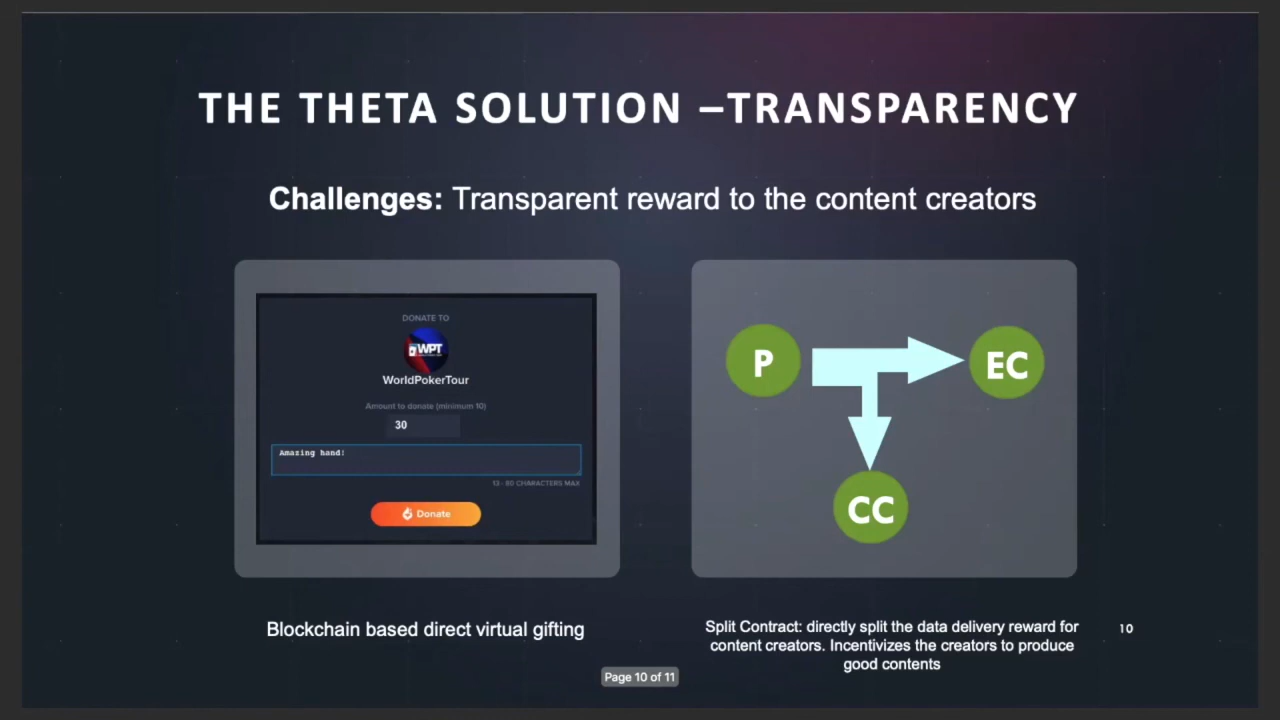 THE THETA SOLUTION –TRANSPARENCY
Challenges: Transparent reward to the content creators
DONATE TO
WPT
WorldPokerTour
Amount to donate (minimum 10)
30
Amazing hand!
13 - 80 CHARACTERS MAX
Donate
P
EC
CC
Blockchain based direct virtual gifting
Split Contract: directly split the data delivery reward for
content creators. Incentivizes the creators to produce
good contents
10
Page 10 of 11